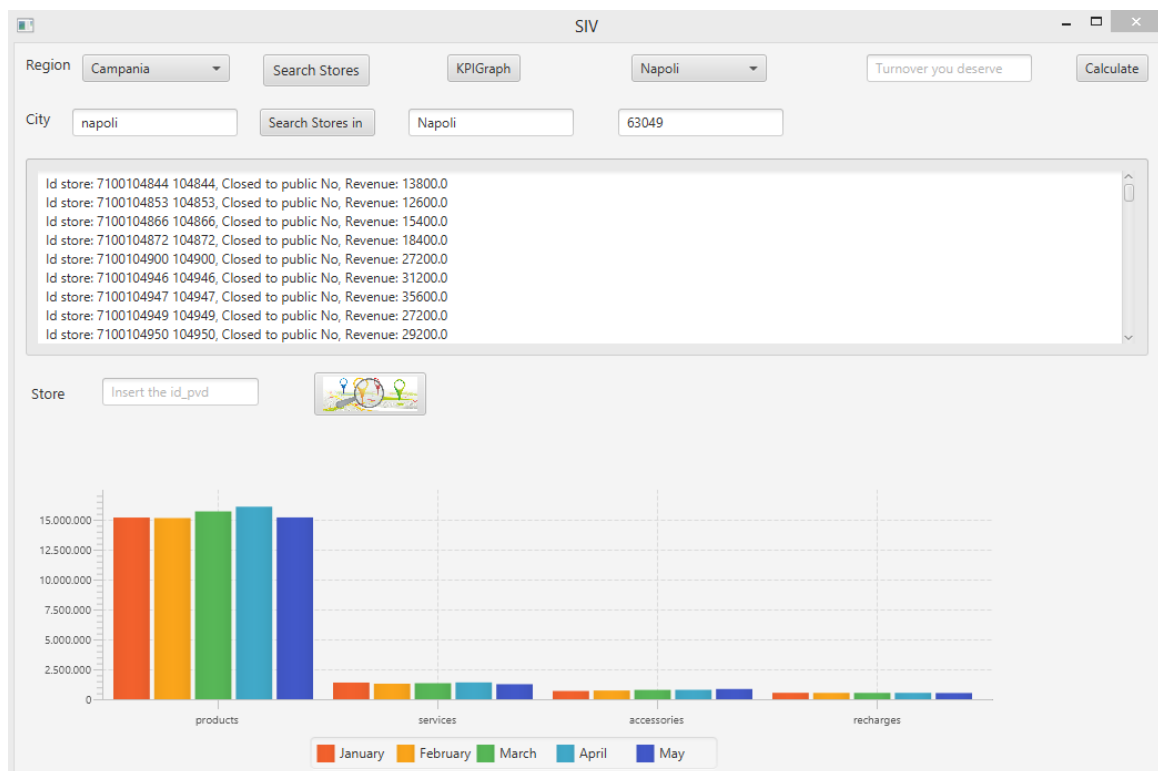 SIV
Region Campania Search Stores KPIGraph Napoli Turnover you deserve Calculate
City napoli Search Stores in Napoli 63049
Id store: 7100104844 104844, Closed to public No, Revenue: 13800.0
Id store: 7100104853 104853, Closed to public No, Revenue: 12600.0
Id store: 7100104866 104866, Closed to public No, Revenue: 15400.0
Id store: 7100104872 104872, Closed to public No, Revenue: 18400.0
Id store: 7100104900 104900, Closed to public No, Revenue: 27200.0
Id store: 7100104946 104946, Closed to public No, Revenue: 31200.0
Id store: 7100104947 104947, Closed to public No, Revenue: 35600.0
Id store: 7100104949 104949, Closed to public No, Revenue: 27200.0
Id store: 7100104950 104950, Closed to public No, Revenue: 29200.0
Store Insert the id_pvd
15.000.000
12.500.000
10.000.000
7.500.000
5.000.000
2.500.000
0
products services accessories recharges
January February March April May